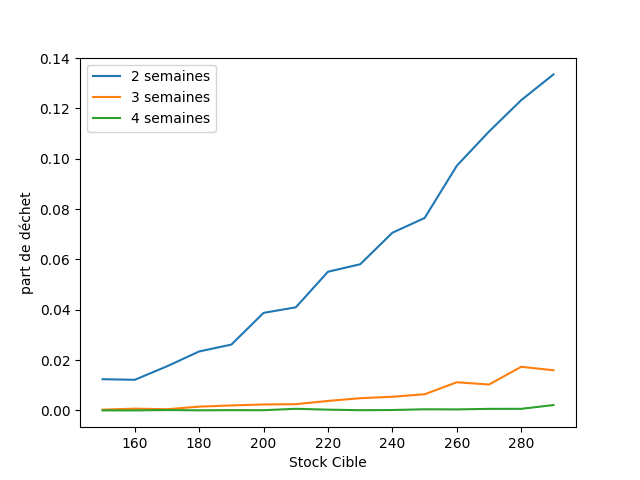 0.14
0.12
0.10
0.08
0.06
0.04
0.02
0.00
part de déchet
2 semaines
3 semaines
4 semaines
160 180 200 220 240 260 280
Stock Cible